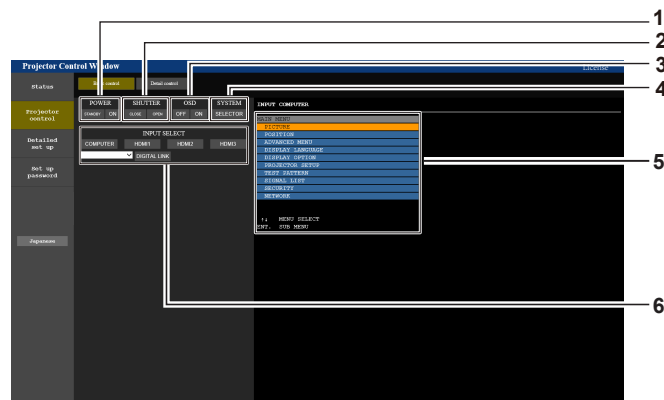 1
2
3
4
Projector Control Window
License
Status
Basic control Detail control
POWER SHUTTER OSD SYSTEM
STANDBY ON CLOSE OPEN OFF ON SELECTOR
Projector
control
INPUT COMPUTER
MAIN MENU
PICTURE
POSITION
ADVANCED MENU
DISPLAY LANGUAGE
DISPLAY OPTION
PROJECTOR SETUP
TEST PATTERN
SIGNAL LIST
SECURITY
NETWORK
↑↓ MENU SELECT
ENT. SUB MENU
5
INPUT SELECT
COMPUTER HDMI1 HDMI2 HDMI3
DIGITAL LINK
Detailed
set up
Set up
password
Japanese
6